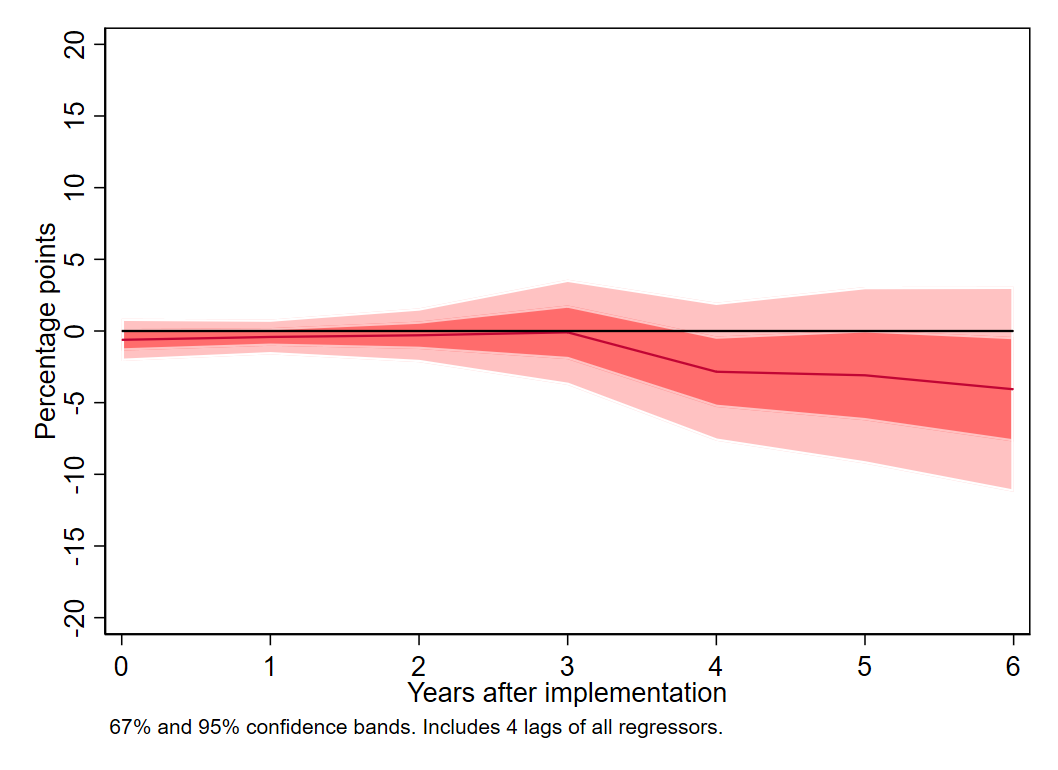 20
15
10
5
0
-5
-10
-15
-20
Percentage points
0 1 2 3 4 5 6
Years after implementation
67% and 95% confidence bands. Includes 4 lags of all regressors.